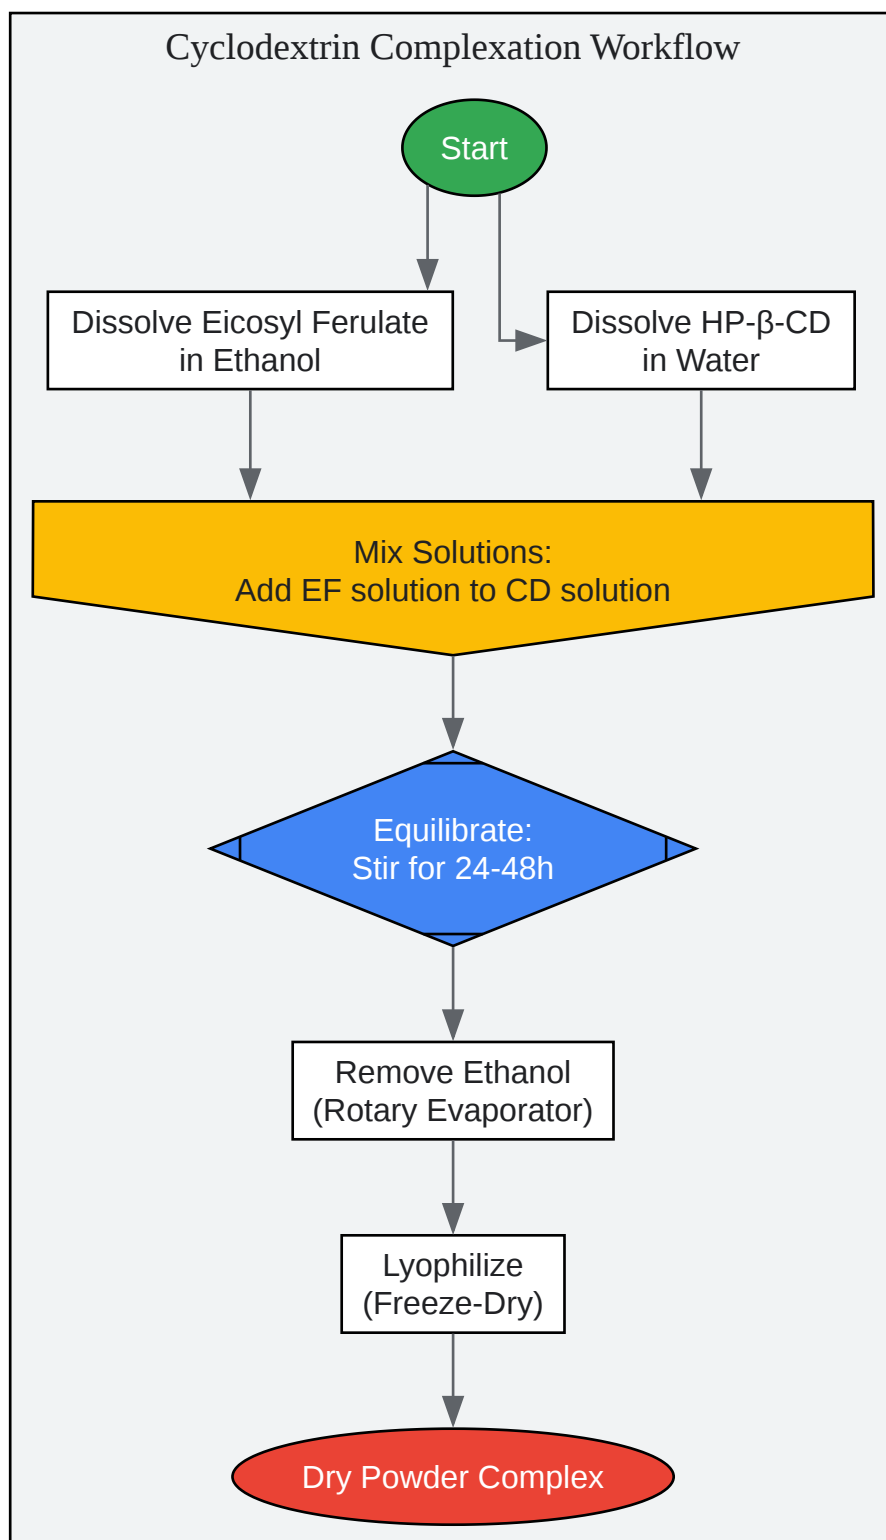 Cyclodextrin Complexation Workflow
Start
Dissolve Eicosyl Ferulate
in Ethanol
Dissolve HP-β-CD
in Water
Mix Solutions:
Add EF solution to CD solution
Equilibrate:
Stir for 24-48h
Remove Ethanol
(Rotary Evaporator)
Lyophilize
(Freeze-Dry)
Dry Powder Complex